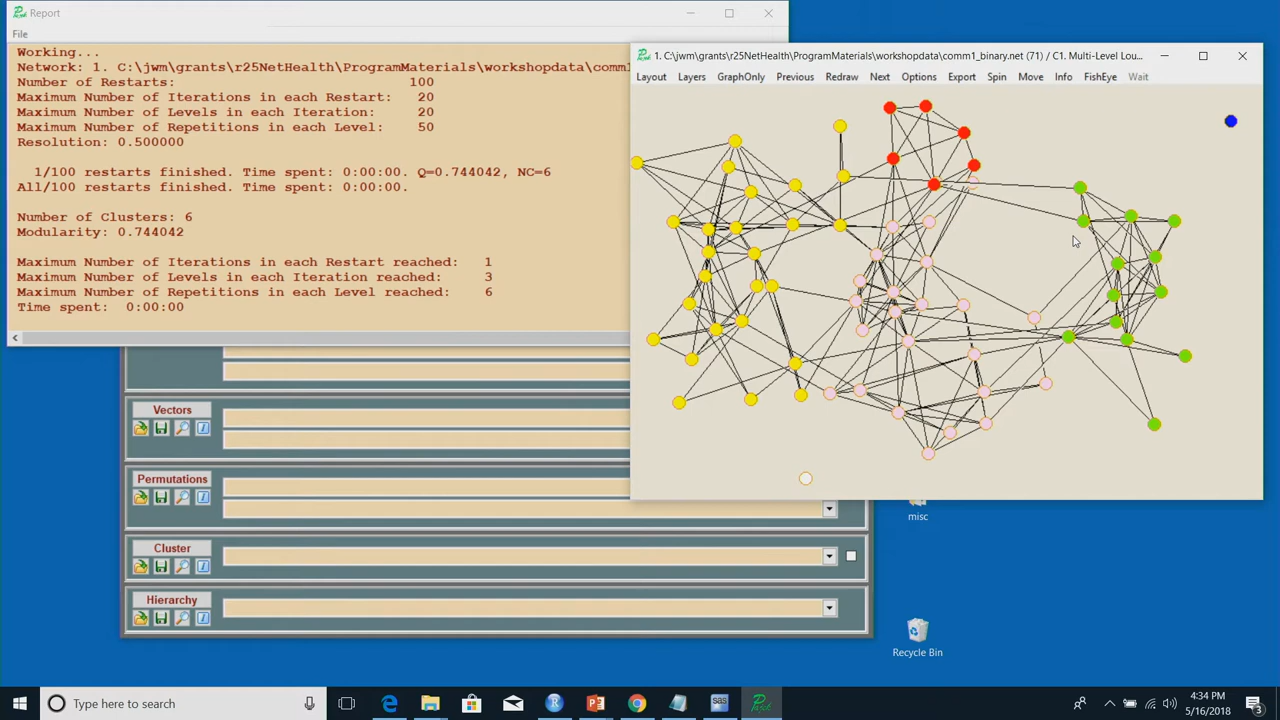 Report
File
Working...
Network: 1. C:\jwm\grants\r25NetHealth\ProgramMaterials\workshopdata\comm1
Number of Restarts: 100
Maximum Number of Iterations in each Restart: 20
Maximum Number of Levels in each Iteration: 20
Maximum Number of Repetitions in each Level: 50
Resolution: 0.500000
1/100 restarts finished. Time spent: 0:00:00. Q=0.744042, NC=6
All/100 restarts finished. Time spent: 0:00:00.
Number of Clusters: 6
Modularity: 0.744042
Maximum Number of Iterations in each Restart reached: 1
Maximum Number of Levels in each Iteration reached: 3
Maximum Number of Repetitions in each Level reached: 6
Time spent: 0:00:00
1. C:\jwm\grants\r25NetHealth\ProgramMaterials\workshopdata\comm1_binary.net (71) / C1. Multi-Level Lou...
Layout Layers GraphOnly Previous Redraw Next Options Export Spin Move Info FishEye Wait
Vectors
Permutations
Cluster
Hierarchy
misc
Recycle Bin
Type here to search
4:34 PM
5/16/2018
3